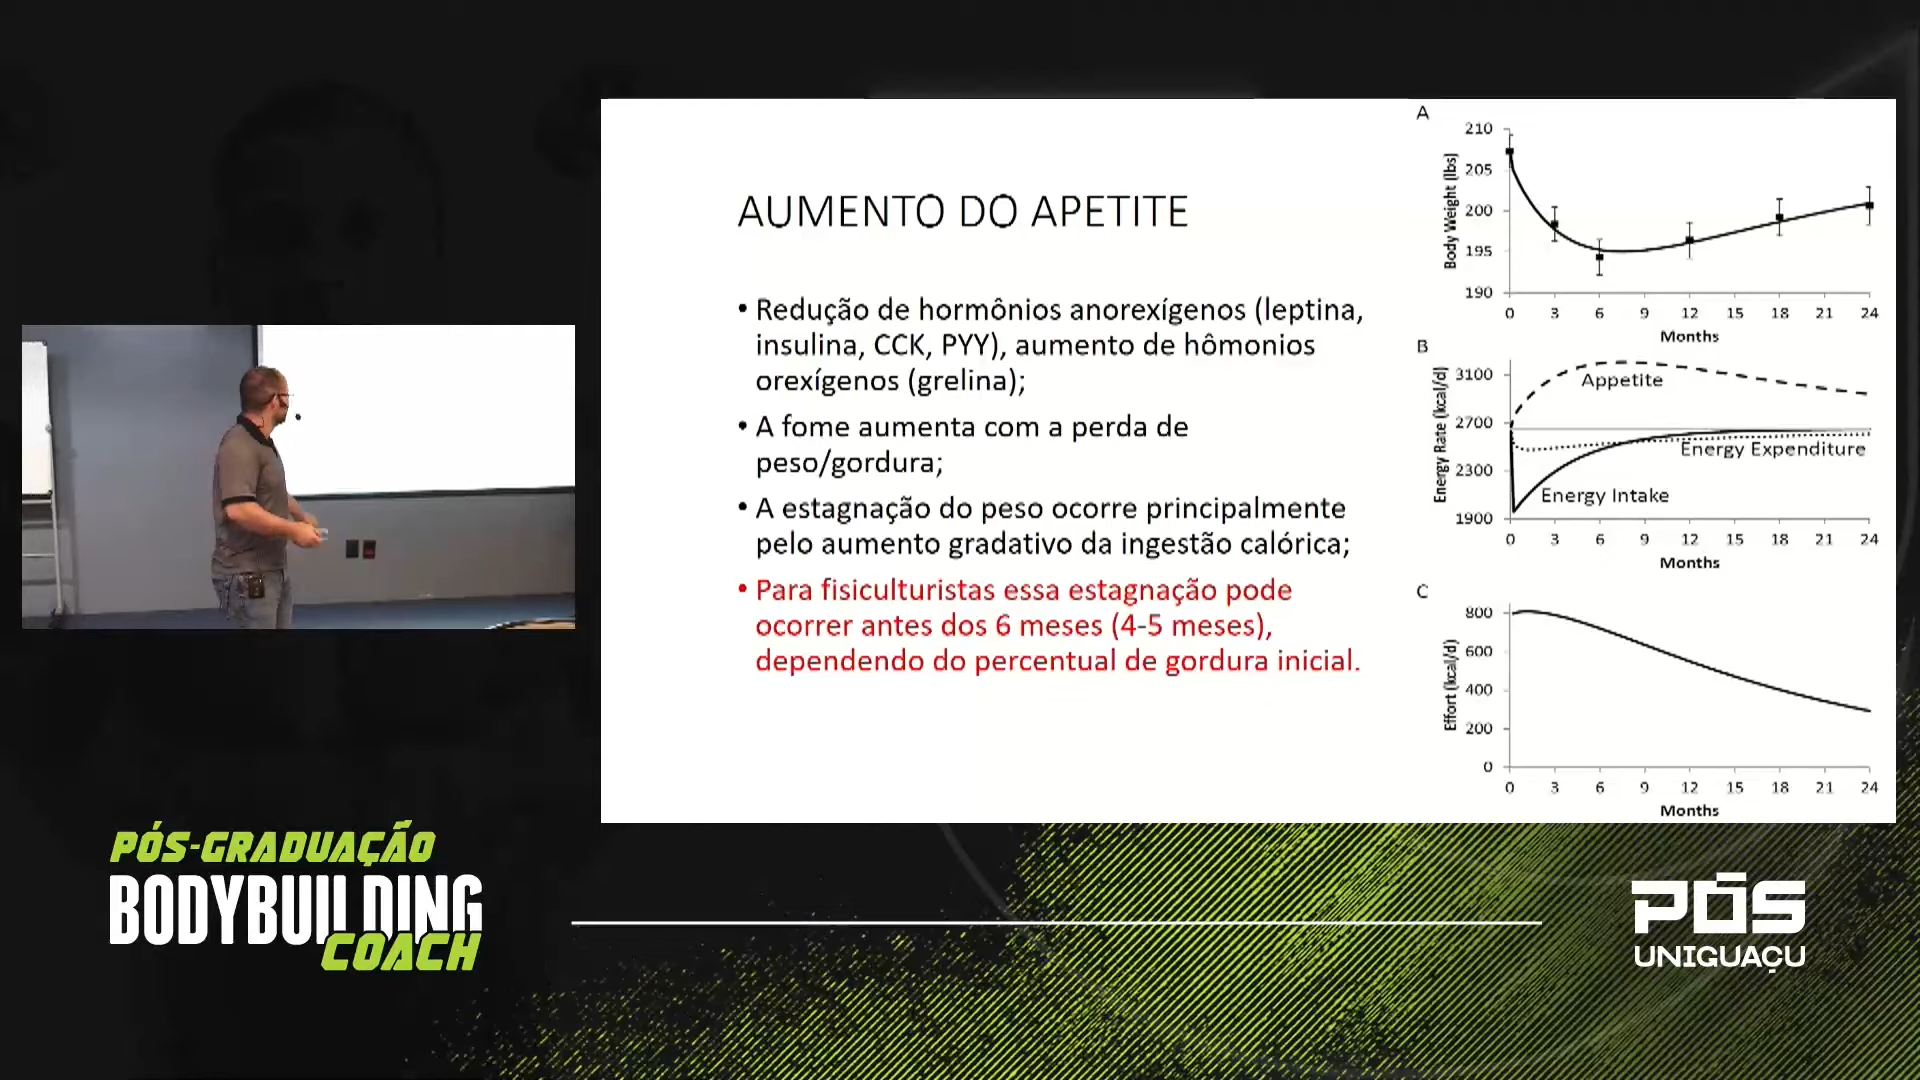 AUMENTO DO APETITE
• Redução de hormônios anorexígenos (leptina,
insulina, CCK, PYY), aumento de hômonios
orexígenos (grelina);
• A fome aumenta com a perda de
peso/gordura;
• A estagnação do peso ocorre principalmente
pelo aumento gradativo da ingestão calórica;
• Para fisiculturistas essa estagnação pode
ocorrer antes dos 6 meses (4-5 meses),
dependendo do percentual de gordura inicial.
A
Body Weight (lbs)
210
205
200
195
190
0 3 6 9 12 15 18 21 24
Months
B
Energy Rate (kcal/d)
3100
2700
2300
1900
Appetite
Energy Expenditure
Energy Intake
0 3 6 9 12 15 18 21 24
Months
C
Effort (kcal/d)
800
600
400
200
0
0 3 6 9 12 15 18 21 24
Months
PÓS-GRADUAÇÃO
BODYBUILDING
COACH
PÓS
UNIGUAÇU